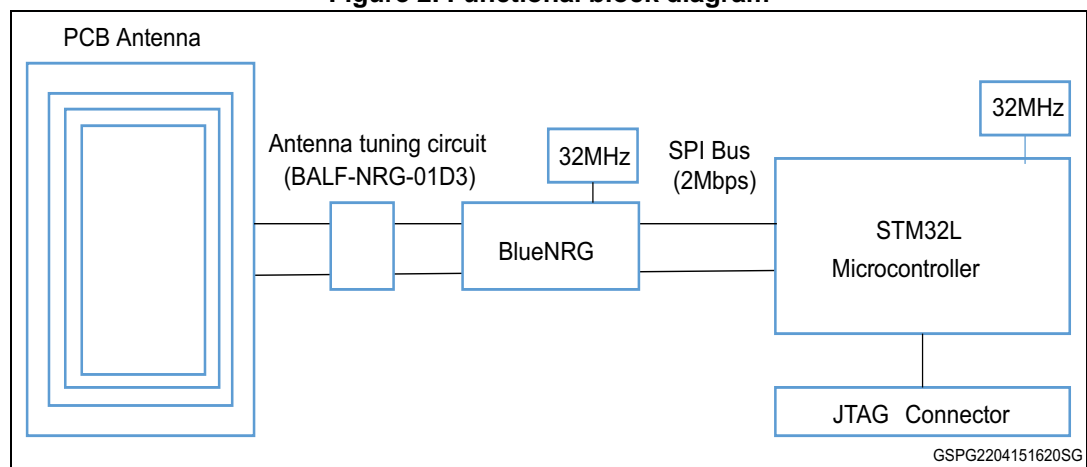 Figure 2. Functional block diagram
PCB Antenna
32MHz
Antenna tuning circuit
(BALF-NRG-01D3)
32MHz
SPI Bus
(2Mbps)
BlueNRG
STM32L
Microcontroller
JTAG Connector
GSPG2204151620SG